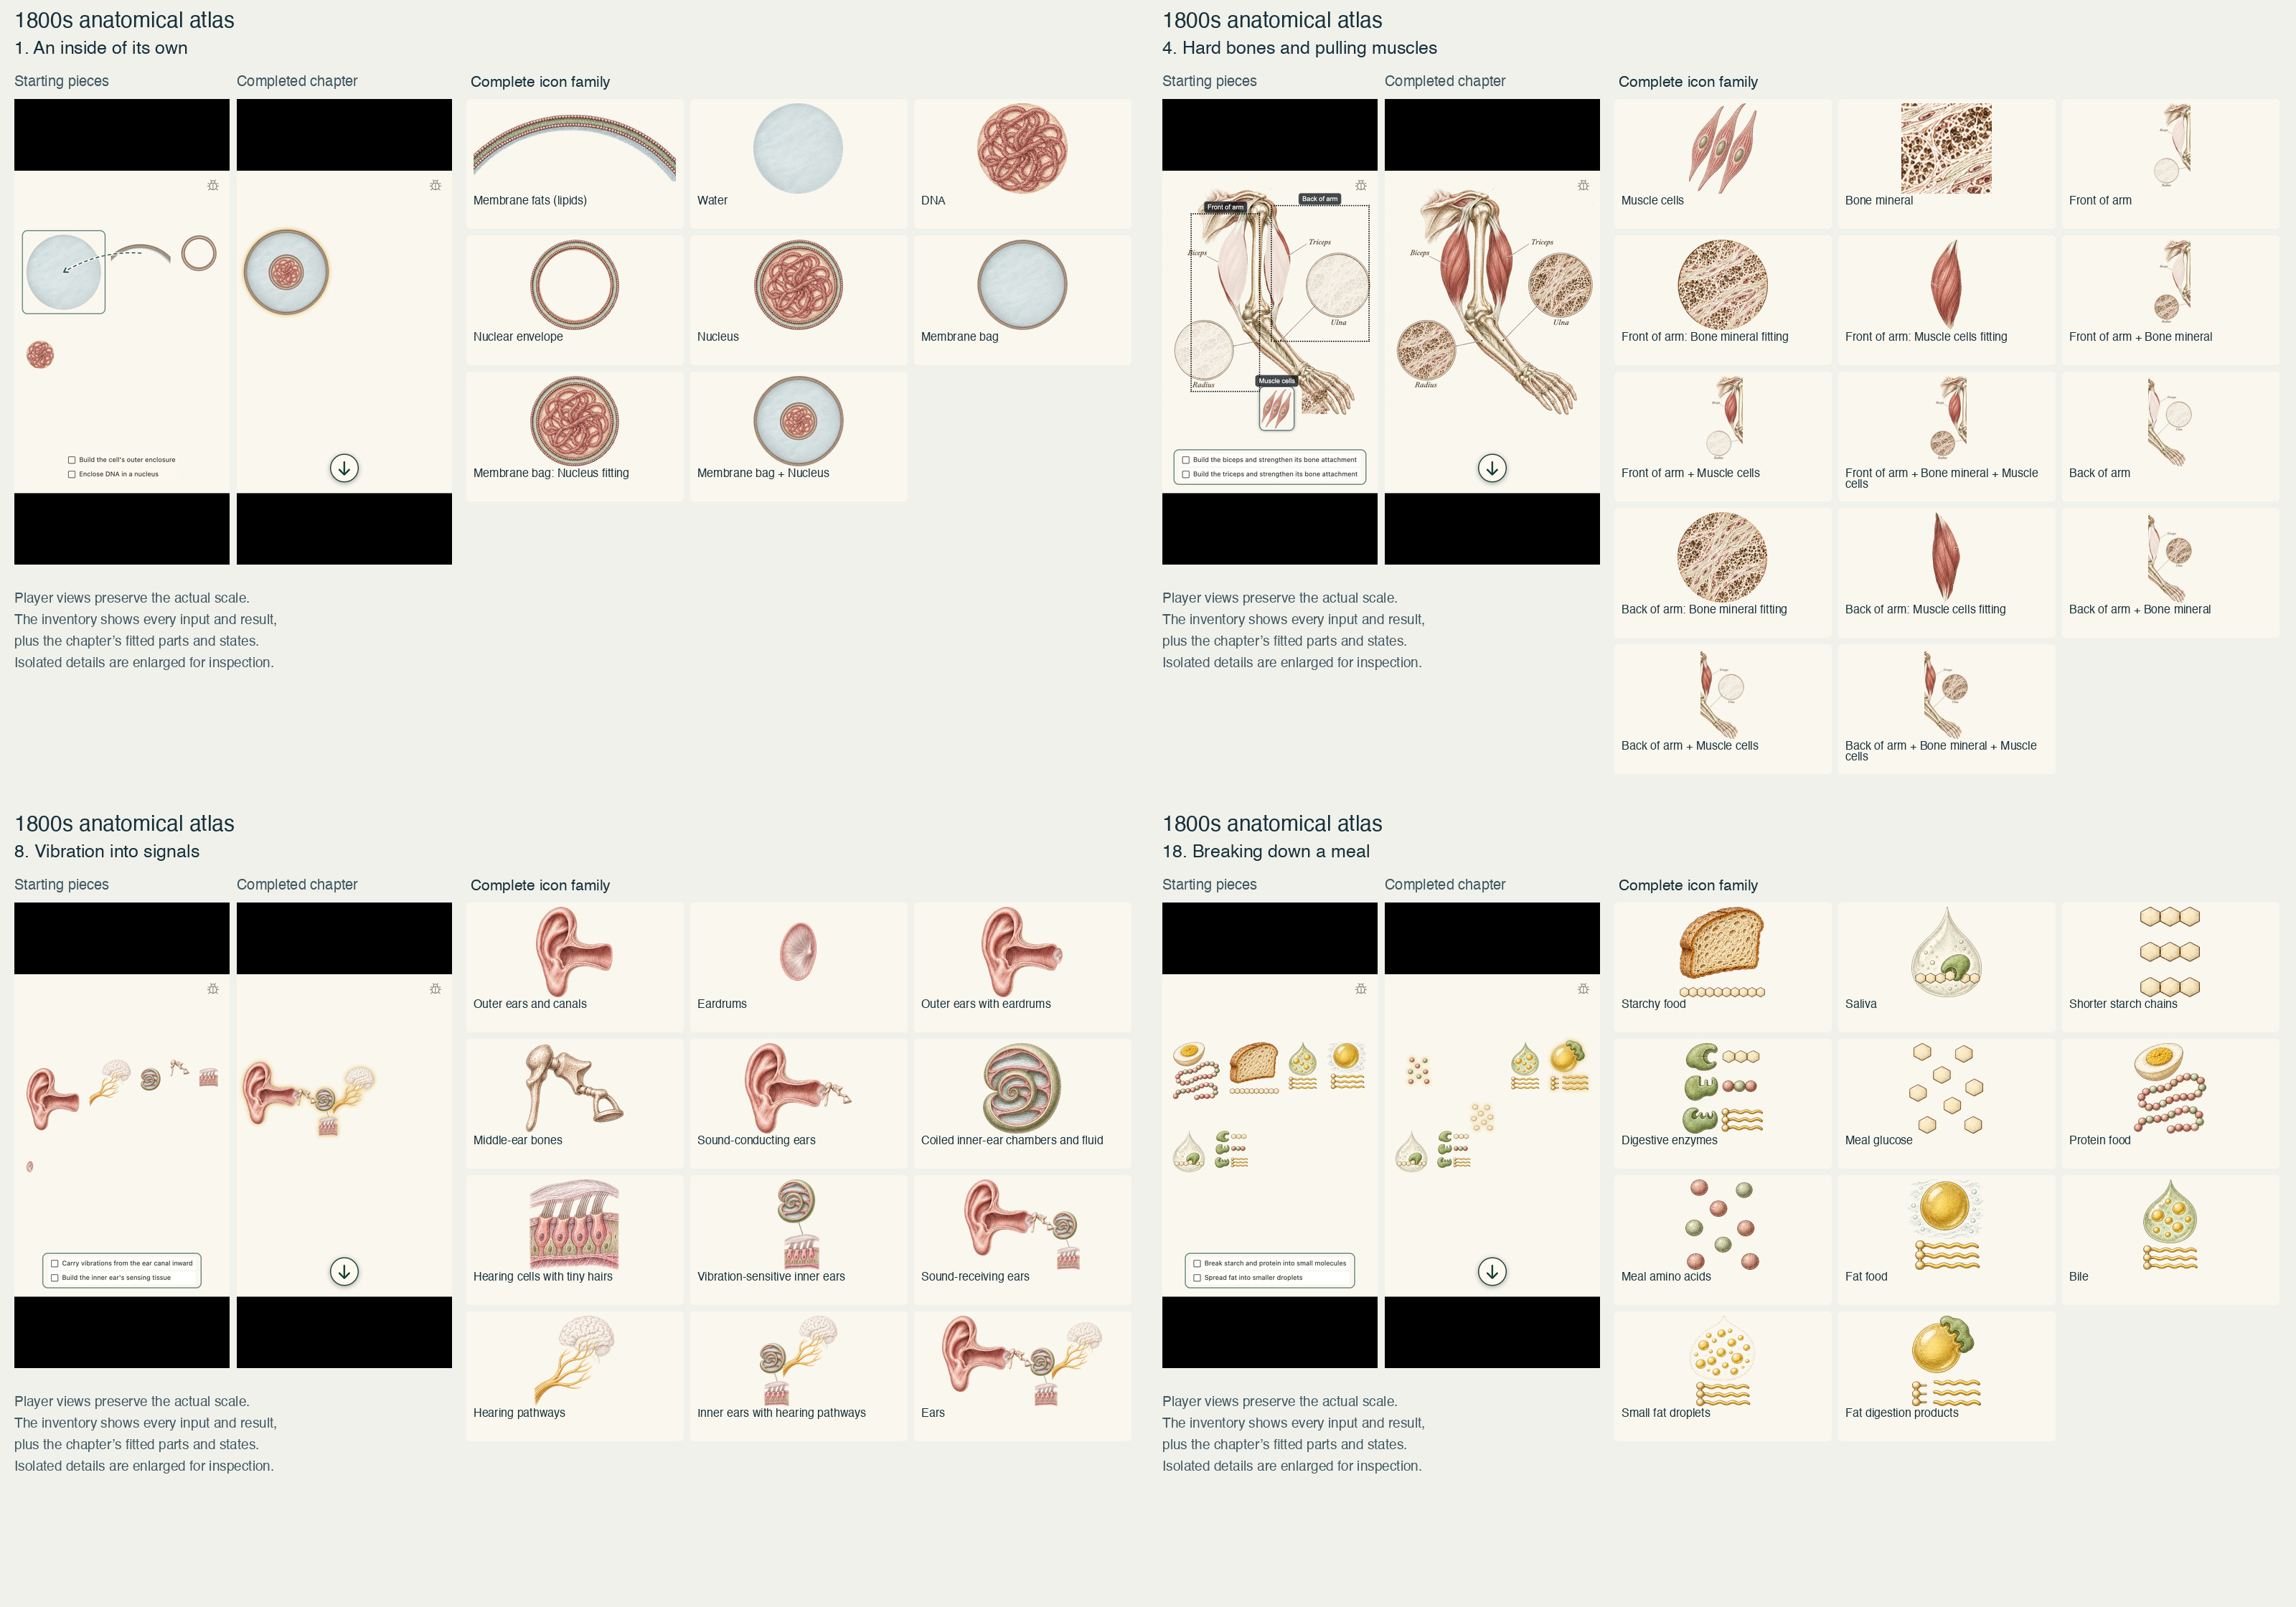 1800s anatomical atlas
1. An inside of its own
Starting pieces
Completed chapter
Complete icon family
Build the cell's outer enclosure
Enclose DNA in a nucleus
Membrane fats (lipids)
Water
DNA
Nuclear envelope
Nucleus
Membrane bag
Membrane bag: Nucleus fitting
Membrane bag + Nucleus
Player views preserve the actual scale.
The inventory shows every input and result,
plus the chapter's fitted parts and states.
Isolated details are enlarged for inspection.
1800s anatomical atlas
4. Hard bones and pulling muscles
Starting pieces
Completed chapter
Complete icon family
Front of arm
Back of arm
Biceps
Triceps
Ulna
Radius
Muscle cells
Build the biceps and strengthen its bone attachment
Build the triceps and strengthen its bone attachment
Biceps
Triceps
Ulna
Radius
Muscle cells
Bone mineral
Front of arm
Front of arm: Bone mineral fitting
Front of arm: Muscle cells fitting
Front of arm + Bone mineral
Front of arm + Muscle cells
Front of arm + Bone mineral + Muscle
cells
Back of arm
Back of arm: Bone mineral fitting
Back of arm: Muscle cells fitting
Back of arm + Bone mineral
Back of arm + Muscle cells
Back of arm + Bone mineral + Muscle
cells
Player views preserve the actual scale.
The inventory shows every input and result,
plus the chapter's fitted parts and states.
Isolated details are enlarged for inspection.
1800s anatomical atlas
8. Vibration into signals
Starting pieces
Completed chapter
Complete icon family
Carry vibrations from the ear canal inward
Build the inner ear's sensing tissue
Outer ears and canals
Eardrums
Outer ears with eardrums
Middle-ear bones
Sound-conducting ears
Coiled inner-ear chambers and fluid
Hearing cells with tiny hairs
Vibration-sensitive inner ears
Sound-receiving ears
Hearing pathways
Inner ears with hearing pathways
Ears
Player views preserve the actual scale.
The inventory shows every input and result,
plus the chapter's fitted parts and states.
Isolated details are enlarged for inspection.
1800s anatomical atlas
18. Breaking down a meal
Starting pieces
Completed chapter
Complete icon family
Break starch and protein into small molecules
Spread fat into smaller droplets
Starchy food
Saliva
Shorter starch chains
Digestive enzymes
Meal glucose
Protein food
Meal amino acids
Fat food
Bile
Small fat droplets
Fat digestion products
Player views preserve the actual scale.
The inventory shows every input and result,
plus the chapter's fitted parts and states.
Isolated details are enlarged for inspection.